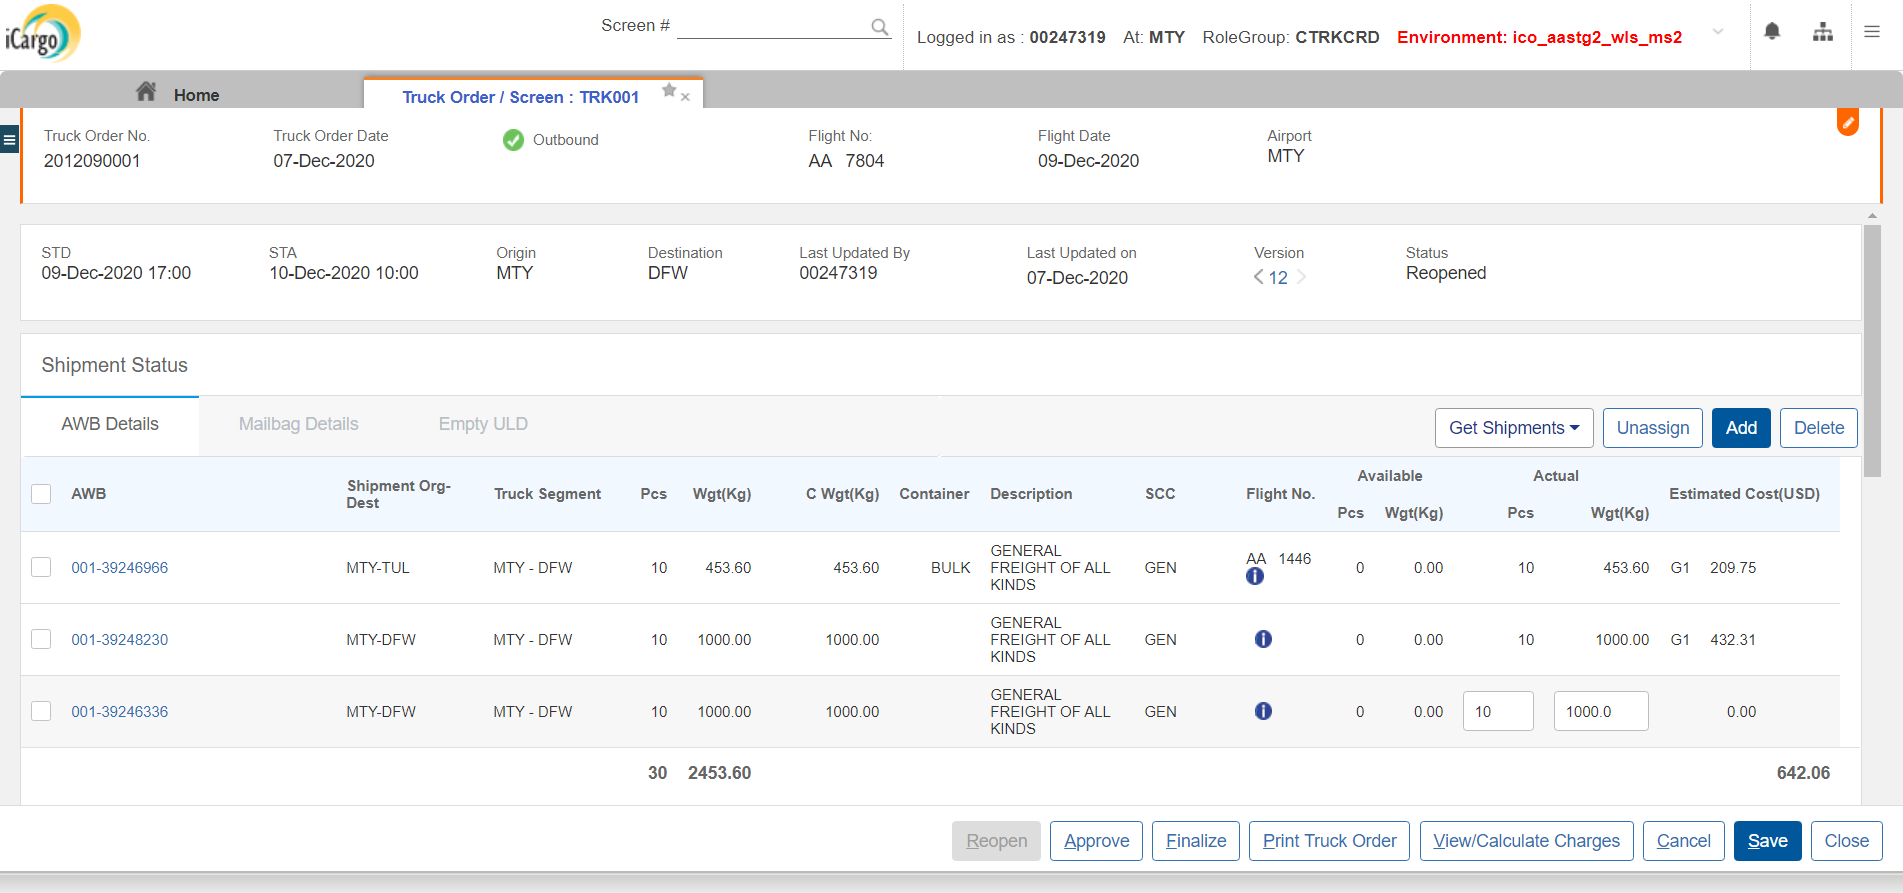 iCargo
Screen #
Logged in as : 00247319 At: MTY RoleGroup: CTRKCRD Environment: ico_aastg2_wls_ms2
Home
Truck Order / Screen : TRK001
Truck Order No. Truck Order Date Outbound Flight No: Flight Date Airport
2012090001 07-Dec-2020 AA 7804 09-Dec-2020 MTY
STD STA Origin Destination Last Updated By Last Updated on Version Status
09-Dec-2020 17:00 10-Dec-2020 10:00 MTY DFW 00247319 07-Dec-2020 12 Reopened
Shipment Status
AWB Details Mailbag Details Empty ULD Get Shipments Unassign Add Delete
AWB Shipment Org-Dest Truck Segment Pcs Wgt(Kg) C Wgt(Kg) Container Description SCC Flight No. Available Pcs Wgt(Kg) Actual Pcs Wgt(Kg) Estimated Cost(USD)
001-39246966 MTY-TUL MTY - DFW 10 453.60 453.60 BULK GENERAL FREIGHT OF ALL KINDS GEN AA 1446 0 0.00 10 453.60 G1 209.75
001-39248230 MTY-DFW MTY - DFW 10 1000.00 1000.00 GENERAL FREIGHT OF ALL KINDS GEN 0 0.00 10 1000.00 G1 432.31
001-39246336 MTY-DFW MTY - DFW 10 1000.00 1000.00 GENERAL FREIGHT OF ALL KINDS GEN 0 0.00 10 1000.0 0.00
30 2453.60 642.06
Reopen Approve Finalize Print Truck Order View/Calculate Charges Cancel Save Close